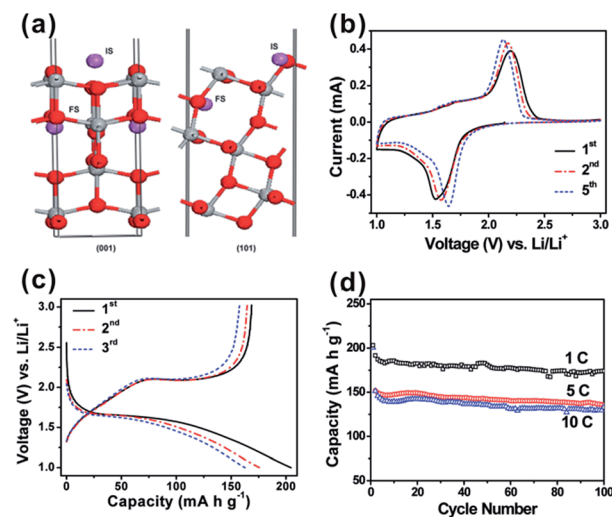 (a)
IS
IS
FS
FS
(001)
(101)
(b)
Current (mA)
0.4
0.2
0.0
-0.2
-0.4
1st
2nd
5th
1.0
1.5
2.0
2.5
3.0
Voltage (V) vs. Li/Li+
(c)
Voltage (V) vs. Li/Li+
3.0
2.5
2.0
1.5
1.0
1st
2nd
3rd
0
50
100
150
200
Capacity (mA h g-1)
(d)
Capacity (mA h g-1)
250
200
150
100
50
0
1 C
5 C
10 C
0
20
40
60
80
100
Cycle Number